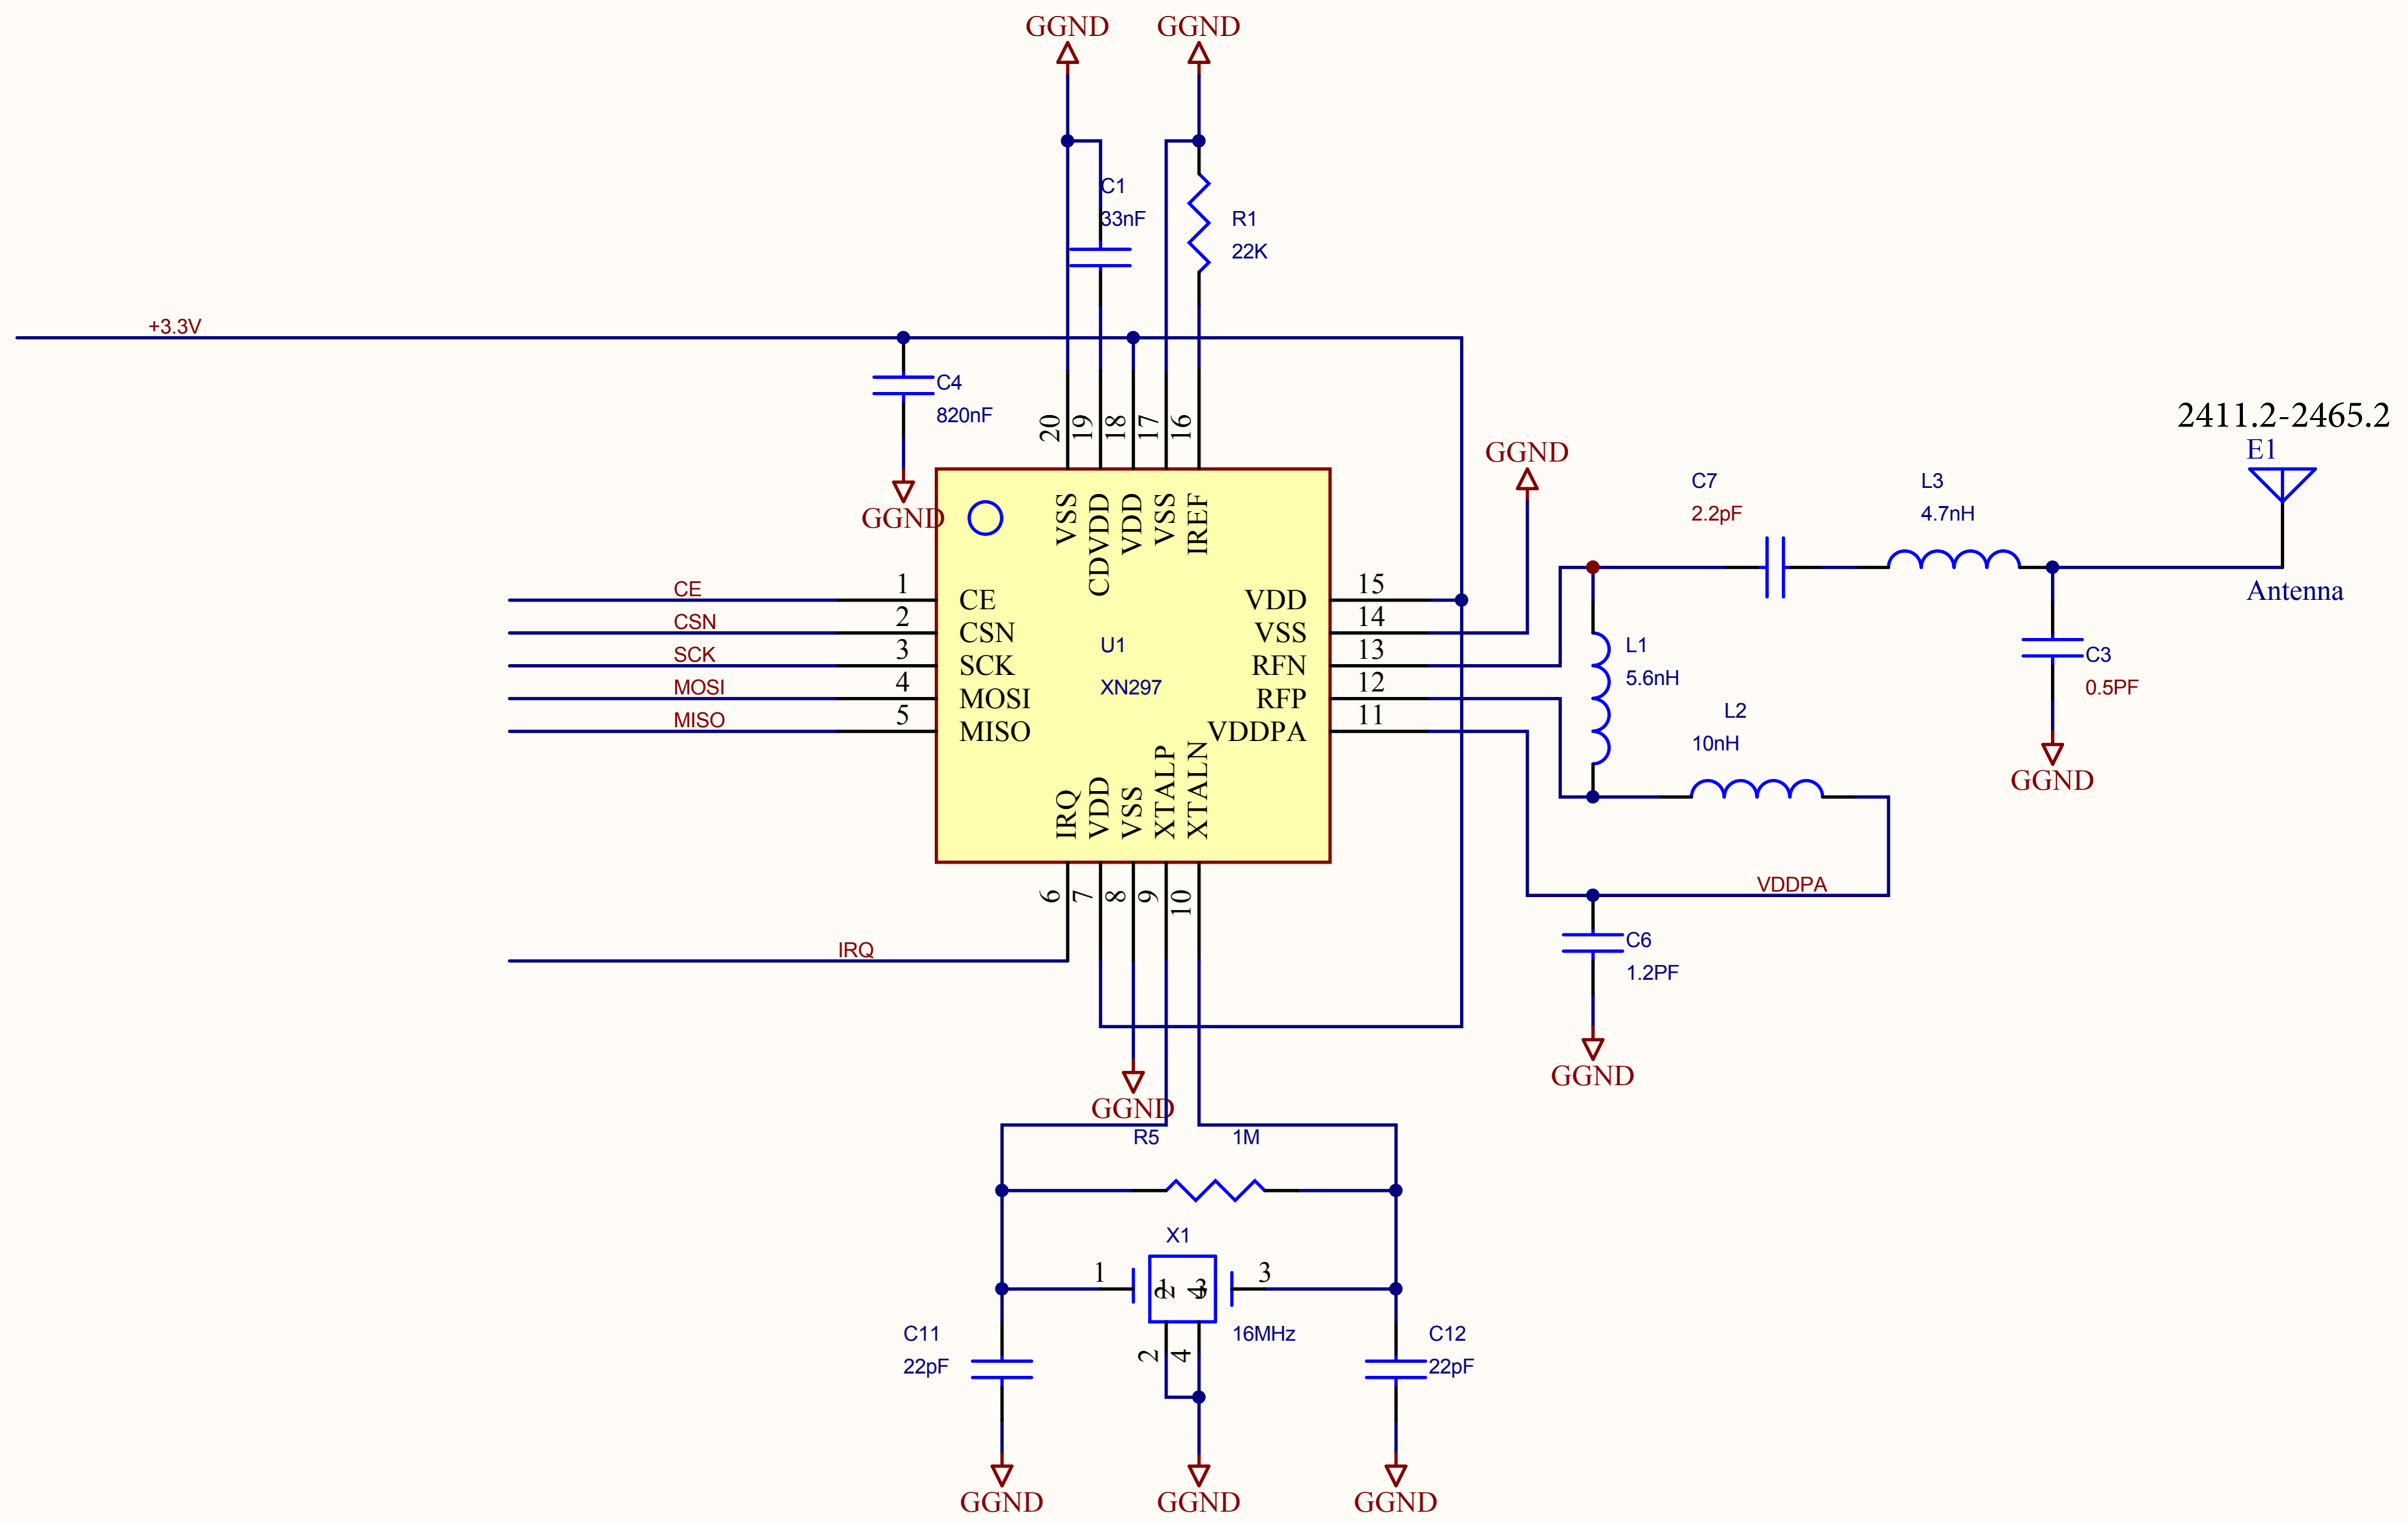 GGND
GGND
C1
33nF
R1
22K
+3.3V
C4
820nF
GGND
20
19
18
17
16
VSS
CDVDD
VDD
VSS
IREF
GGND
2411.2-2465.2
E1
Antenna
C7
2.2pF
L3
4.7nH
CE
1
CE
CSN
2
CSN
SCK
3
SCK
MOSI
4
MOSI
MISO
5
MISO
U1
XN297
VDD
15
VSS
14
RFN
13
RFP
12
VDDPA
11
L1
5.6nH
L2
10nH
C3
0.5PF
GGND
IRQ
VDD
VSS
XTALP
XTALN
6
7
8
9
10
IRQ
VDDPA
C6
1.2PF
GGND
GGND
R5
1M
X1
1
1
2
4
3
3
16MHz
2
4
C11
22pF
C12
22pF
GGND
GGND
GGND